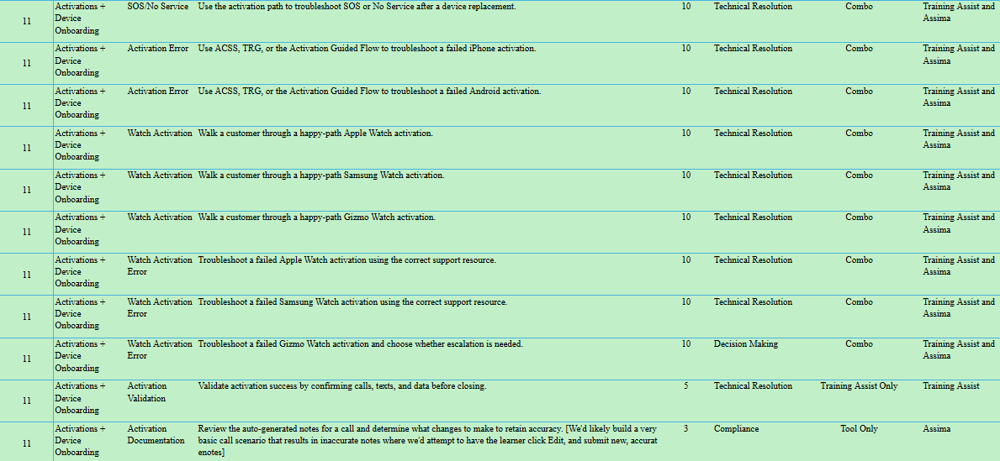 11 Activations + Device Onboarding SOS/No Service Use the activation path to troubleshoot SOS or No Service after a device replacement. 10 Technical Resolution Combo Training Assist and Assima
11 Activations + Device Onboarding Activation Error Use ACSS, TRG, or the Activation Guided Flow to troubleshoot a failed iPhone activation. 10 Technical Resolution Combo Training Assist and Assima
11 Activations + Device Onboarding Activation Error Use ACSS, TRG, or the Activation Guided Flow to troubleshoot a failed Android activation. 10 Technical Resolution Combo Training Assist and Assima
11 Activations + Device Onboarding Watch Activation Walk a customer through a happy-path Apple Watch activation. 10 Technical Resolution Combo Training Assist and Assima
11 Activations + Device Onboarding Watch Activation Walk a customer through a happy-path Samsung Watch activation. 10 Technical Resolution Combo Training Assist and Assima
11 Activations + Device Onboarding Watch Activation Walk a customer through a happy-path Gizmo Watch activation. 10 Technical Resolution Combo Training Assist and Assima
11 Activations + Device Onboarding Watch Activation Error Troubleshoot a failed Apple Watch activation using the correct support resource. 10 Technical Resolution Combo Training Assist and Assima
11 Activations + Device Onboarding Watch Activation Error Troubleshoot a failed Samsung Watch activation using the correct support resource. 10 Technical Resolution Combo Training Assist and Assima
11 Activations + Device Onboarding Watch Activation Error Troubleshoot a failed Gizmo Watch activation and choose whether escalation is needed. 10 Decision Making Combo Training Assist and Assima
11 Activations + Device Onboarding Activation Validation Validate activation success by confirming calls, texts, and data before closing. 5 Technical Resolution Training Assist Only Training Assist
11 Activations + Device Onboarding Activation Documentation Review the auto-generated notes for a call and determine what changes to make to retain accuracy. [We'd likely build a very basic call scenario that results in inaccurate notes where we'd attempt to have the learner click Edit, and submit new, accurat enotes] 3 Compliance Tool Only Assima